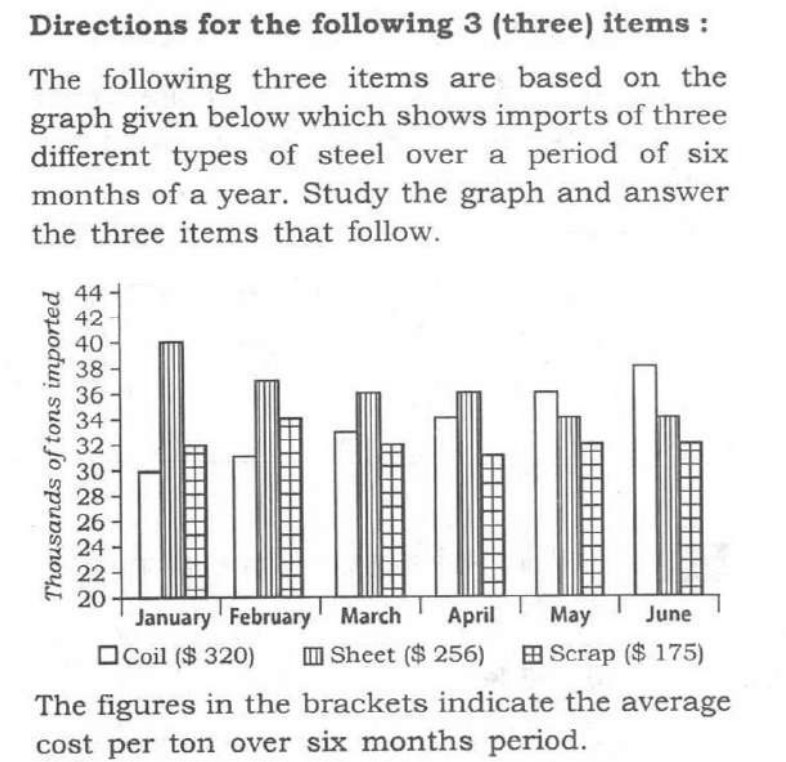 Directions for the following 3 (three) items :
The following three items are based on the
graph given below which shows imports of three
different types of steel over a period of six
months of a year. Study the graph and answer
the three items that follow.
Thousands of tons imported
44
42
40
38
36
34
32
30
28
26
24
22
20
January February March April May June
Coil ($ 320) Sheet ($ 256) Scrap ($ 175)
The figures in the brackets indicate the average
cost per ton over six months period.